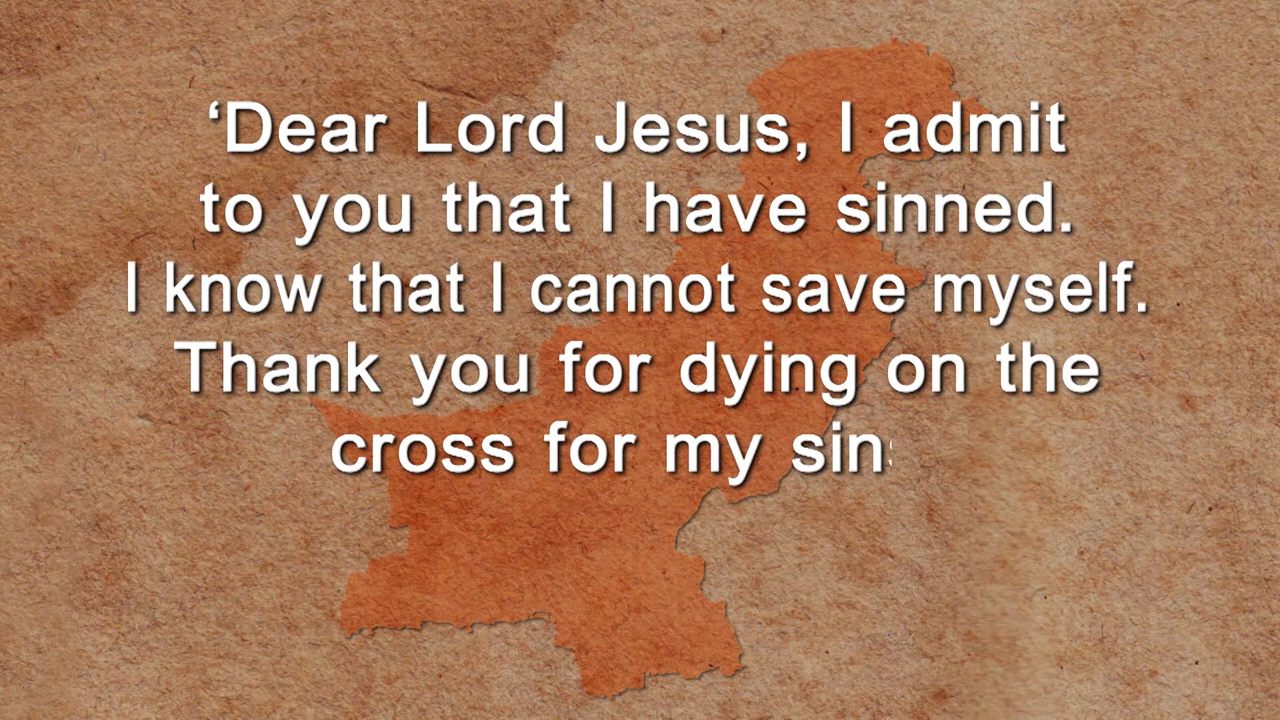 ‘Dear Lord Jesus, I admit
to you that I have sinned.
I know that I cannot save myself.
Thank you for dying on the
cross for my sin